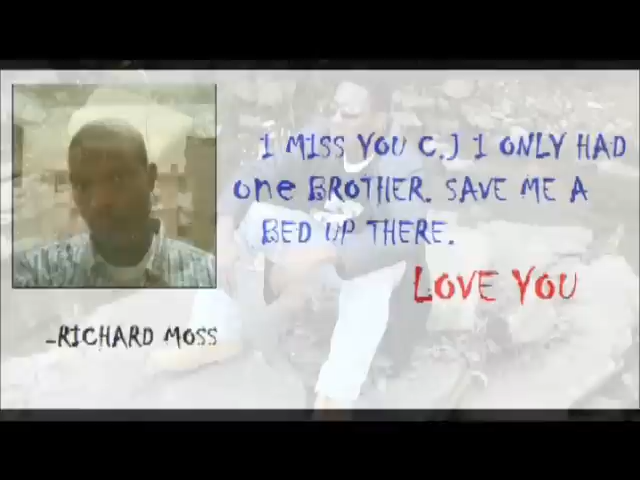 I MISS YOU C.J I ONLY HAD
one BROTHER. SAVE ME A
BED UP THERE.
LOVE YOU
-RICHARD MOSS